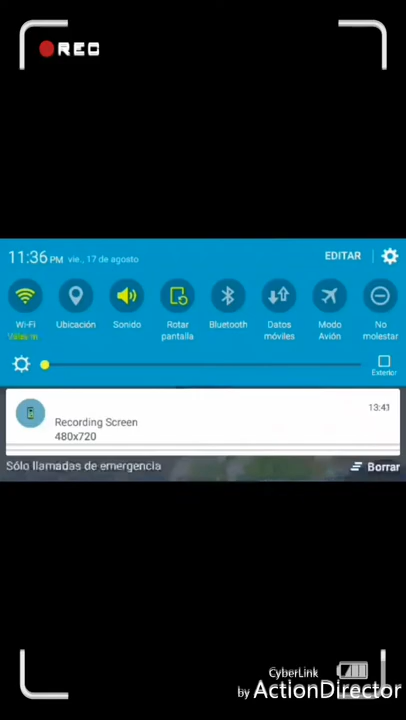 REC
11:36 PM vie., 17 de agosto
EDITAR
Wi-Fi
Ubicación
Sonido
Rotar pantalla
Bluetooth
Datos móviles
Modo Avión
No molestar
Exterior
13:41
Recording Screen
480x720
Sólo llamadas de emergencia
Borrar
CyberLink
by ActionDirector